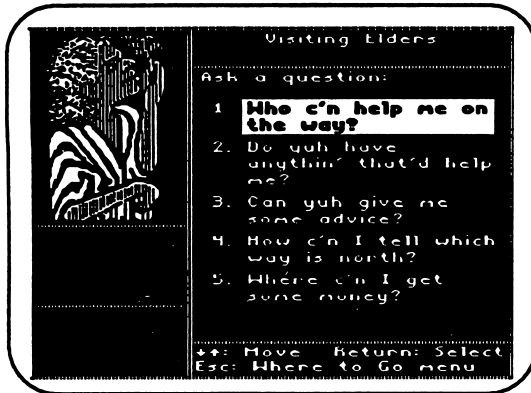 Visiting Elders
Ask a question:
1 Who c'n help me on
the way?
2. Do yuh have
anythin' that'd help
me?
3. Can yuh give me
some advice?
4. How c'n I tell which
way is north?
5. Where c'n I get
some money?
↓↑: Move Return: Select
Esc: Where to Go menu